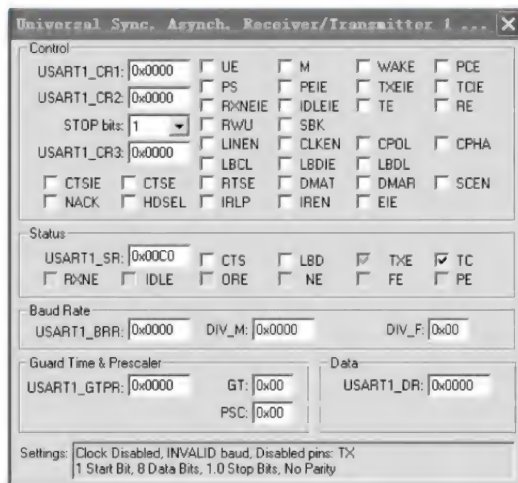 Universal Sync. Asynch. Receiver/Transmitter 1 ...
Control
USART1_CR1: 0x0000 UE M WAKE PCE
PS PEIE TXEIE TCIE
USART1_CR2: 0x0000 RXNEIE IDLEIE TE RE
STOP bits: 1 RWU SBK
USART1_CR3: 0x0000 LINEN CLKEN CPOL CPHA
LBCL LBDIE LBDL
CTSIE CTSE RTSE DMAT DMAR SCEN
NACK HDSEL IRLP IREN EIE
Status
USART1_SR: 0x00C0 CTS LBD TXE TC
RXNE IDLE ORE NE FE PE
Baud Rate
USART1_BRR: 0x0000 DIV_M: 0x0000 DIV_F: 0x00
Guard Time & Prescaler Data
USART1_GTPR: 0x0000 GT: 0x00 USART1_DR: 0x0000
PSC: 0x00
Settings: Clock Disabled, INVALID baud, Disabled pins: TX
1 Start Bit, 8 Data Bits, 1.0 Stop Bits, No Parity